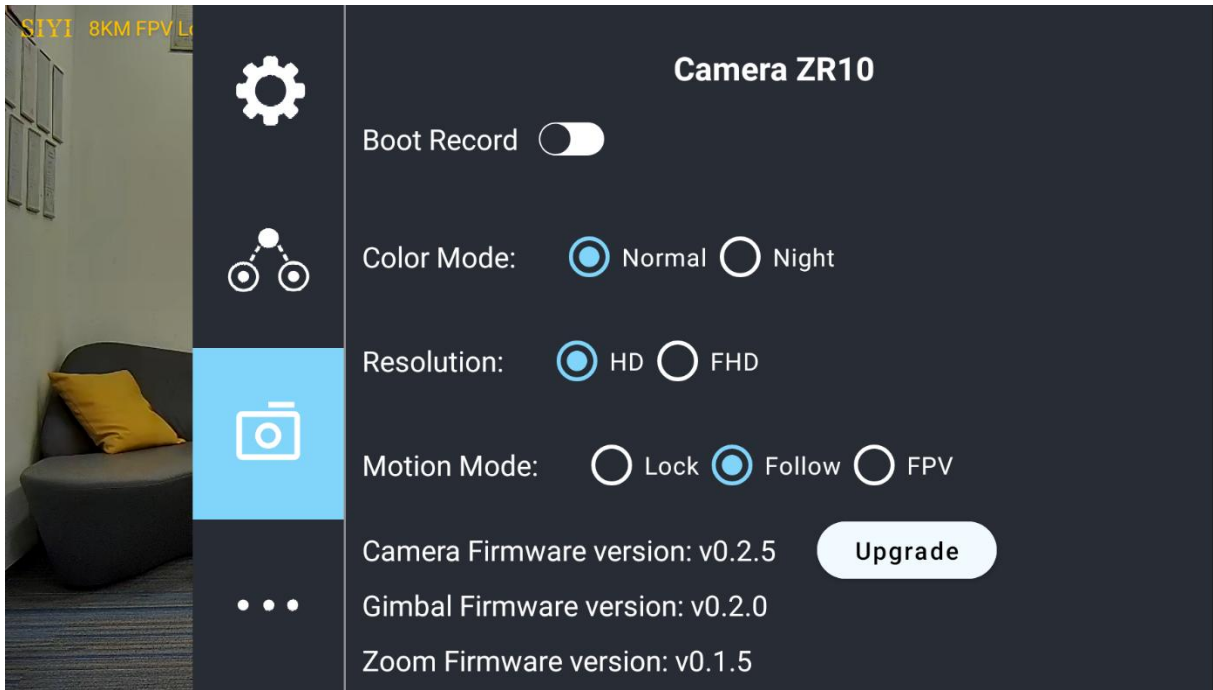 SIYI 8KM FPV
Camera ZR10
Boot Record
Color Mode: Normal Night
Resolution: HD FHD
Motion Mode: Lock Follow FPV
Camera Firmware version: v0.2.5 Upgrade
Gimbal Firmware version: v0.2.0
Zoom Firmware version: v0.1.5